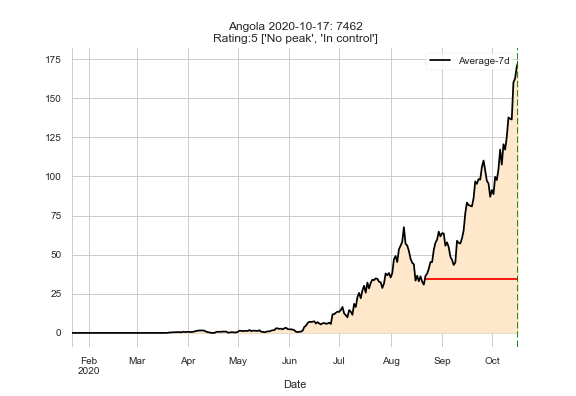 Angola 2020-10-17: 7462
Rating:5 ['No peak', 'In control']
Average-7d
175
150
125
100
75
50
25
0
Feb Mar Apr May Jun Jul Aug Sep Oct
2020
Date